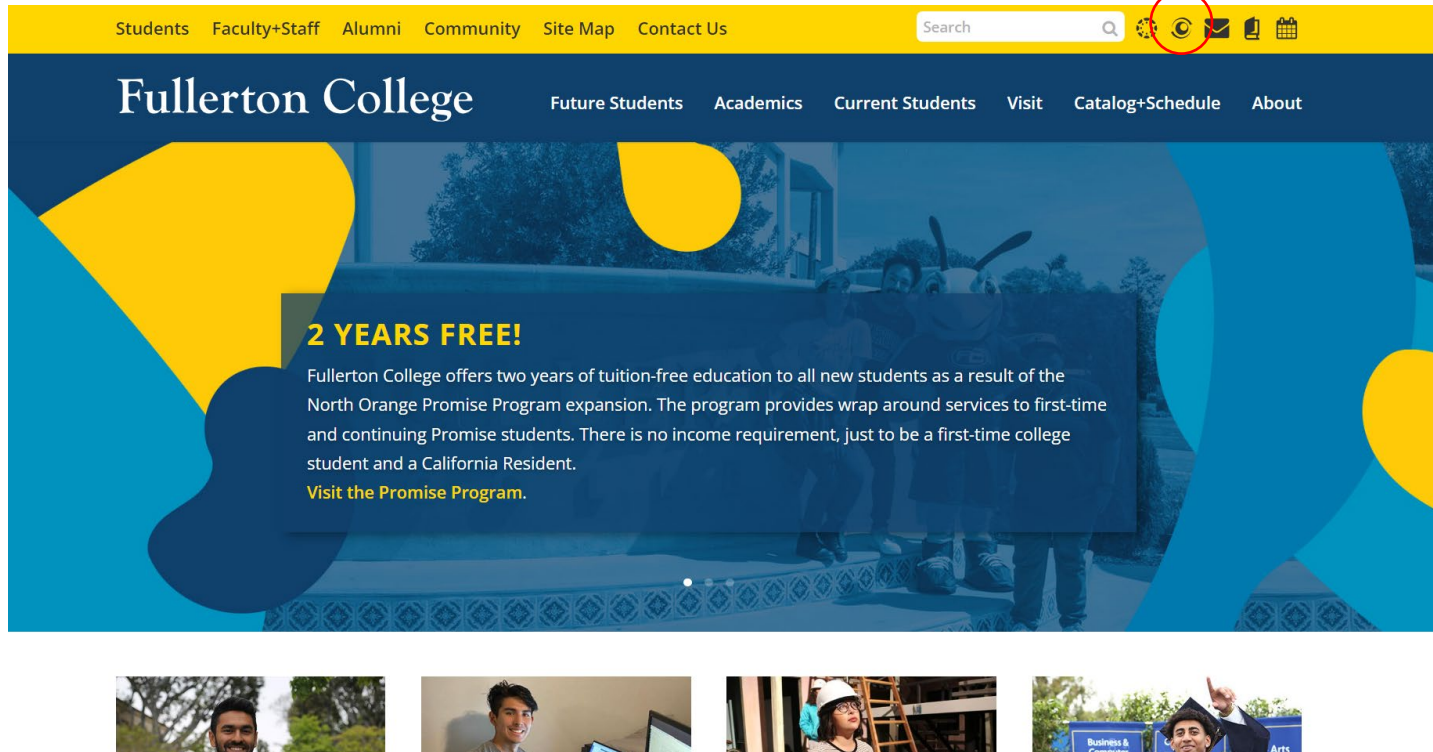 Students Faculty+Staff Alumni Community Site Map Contact Us Search
Fullerton College
Future Students Academics Current Students Visit Catalog+Schedule About
2 YEARS FREE!
Fullerton College offers two years of tuition-free education to all new students as a result of the
North Orange Promise Program expansion. The program provides wrap around services to first-time
and continuing Promise students. There is no income requirement, just to be a first-time college
student and a California Resident.
Visit the Promise Program.
Business &
Computer
Arts